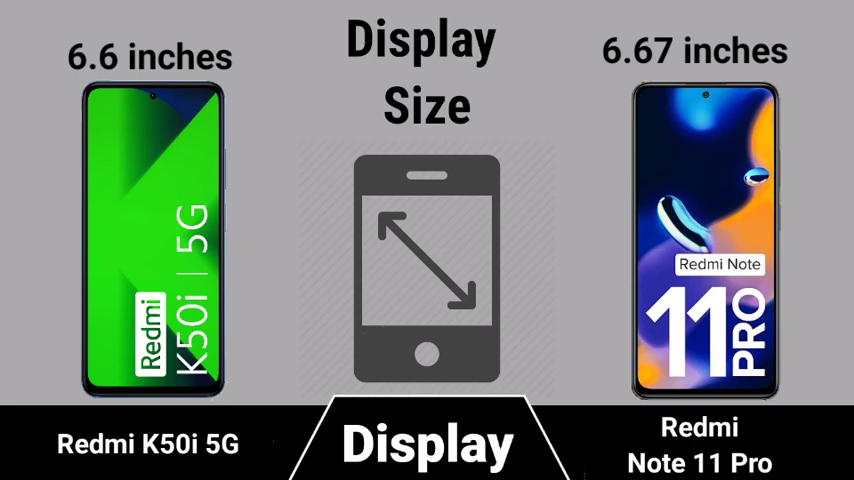 6.6 inches
Display
Size
6.67 inches
Redmi
K50i | 5G
Redmi Note
11 PRO
Redmi K50i 5G
Display
Redmi
Note 11 Pro